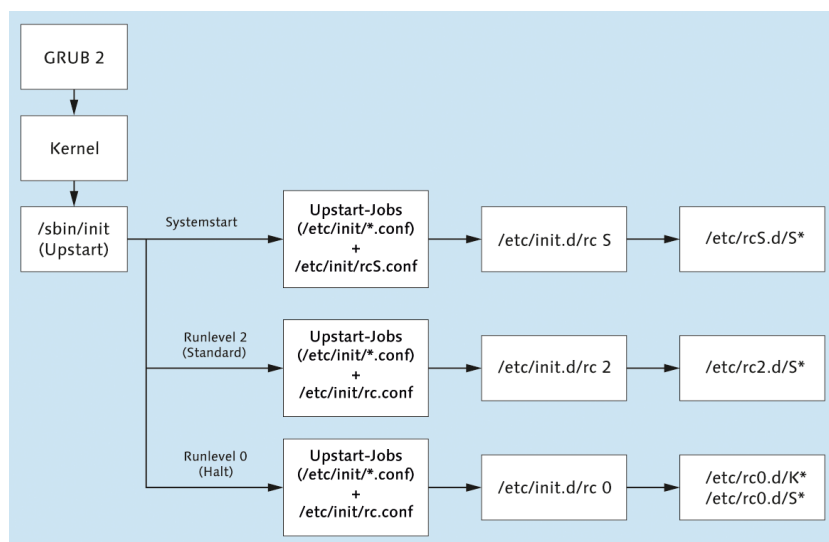 GRUB 2
Kernel
/sbin/init
(Upstart)
Systemstart
Upstart-Jobs
(/etc/init/*.conf)
+
/etc/init/rcS.conf
/etc/init.d/rc S
/etc/rcS.d/S*
Runlevel 2
(Standard)
Upstart-Jobs
(/etc/init/*.conf)
+
/etc/init/rc.conf
/etc/init.d/rc 2
/etc/rc2.d/S*
Runlevel 0
(Halt)
Upstart-Jobs
(/etc/init/*.conf)
+
/etc/init/rc.conf
/etc/init.d/rc 0
/etc/rc0.d/K*
/etc/rc0.d/S*